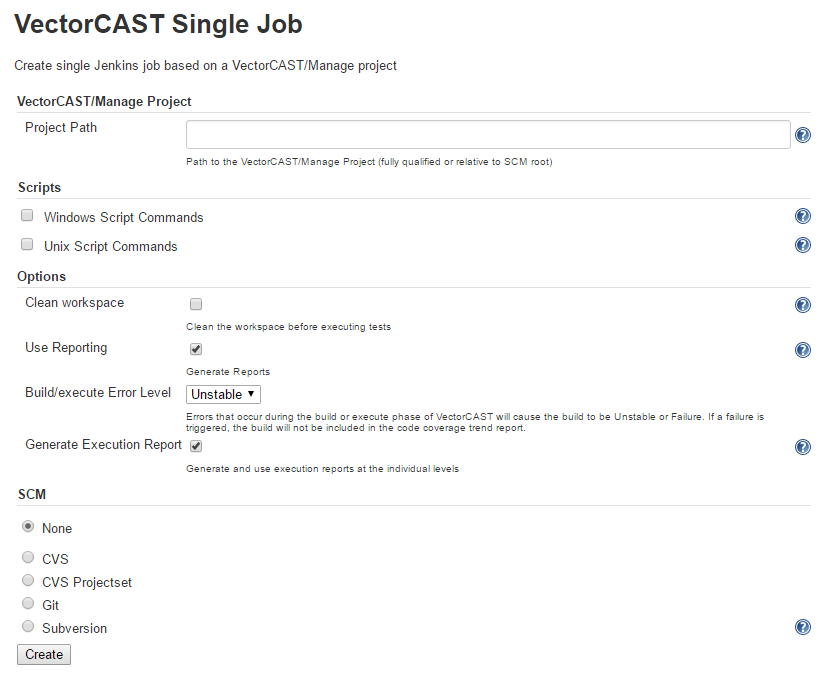 VectorCAST Single Job
Create single Jenkins job based on a VectorCAST/Manage project
VectorCAST/Manage Project
Project Path
?
Path to the VectorCAST/Manage Project (fully qualified or relative to SCM root)
Scripts
Windows Script Commands ?
Unix Script Commands ?
Options
Clean workspace ?
Clean the workspace before executing tests
Use Reporting ?
Generate Reports
Build/execute Error Level Unstable
Errors that occur during the build or execute phase of VectorCAST will cause the build to be Unstable or Failure. If a failure is
triggered, the build will not be included in the code coverage trend report.
Generate Execution Report ?
Generate and use execution reports at the individual levels
SCM
None
CVS
CVS Projectset
Git
Subversion ?
Create